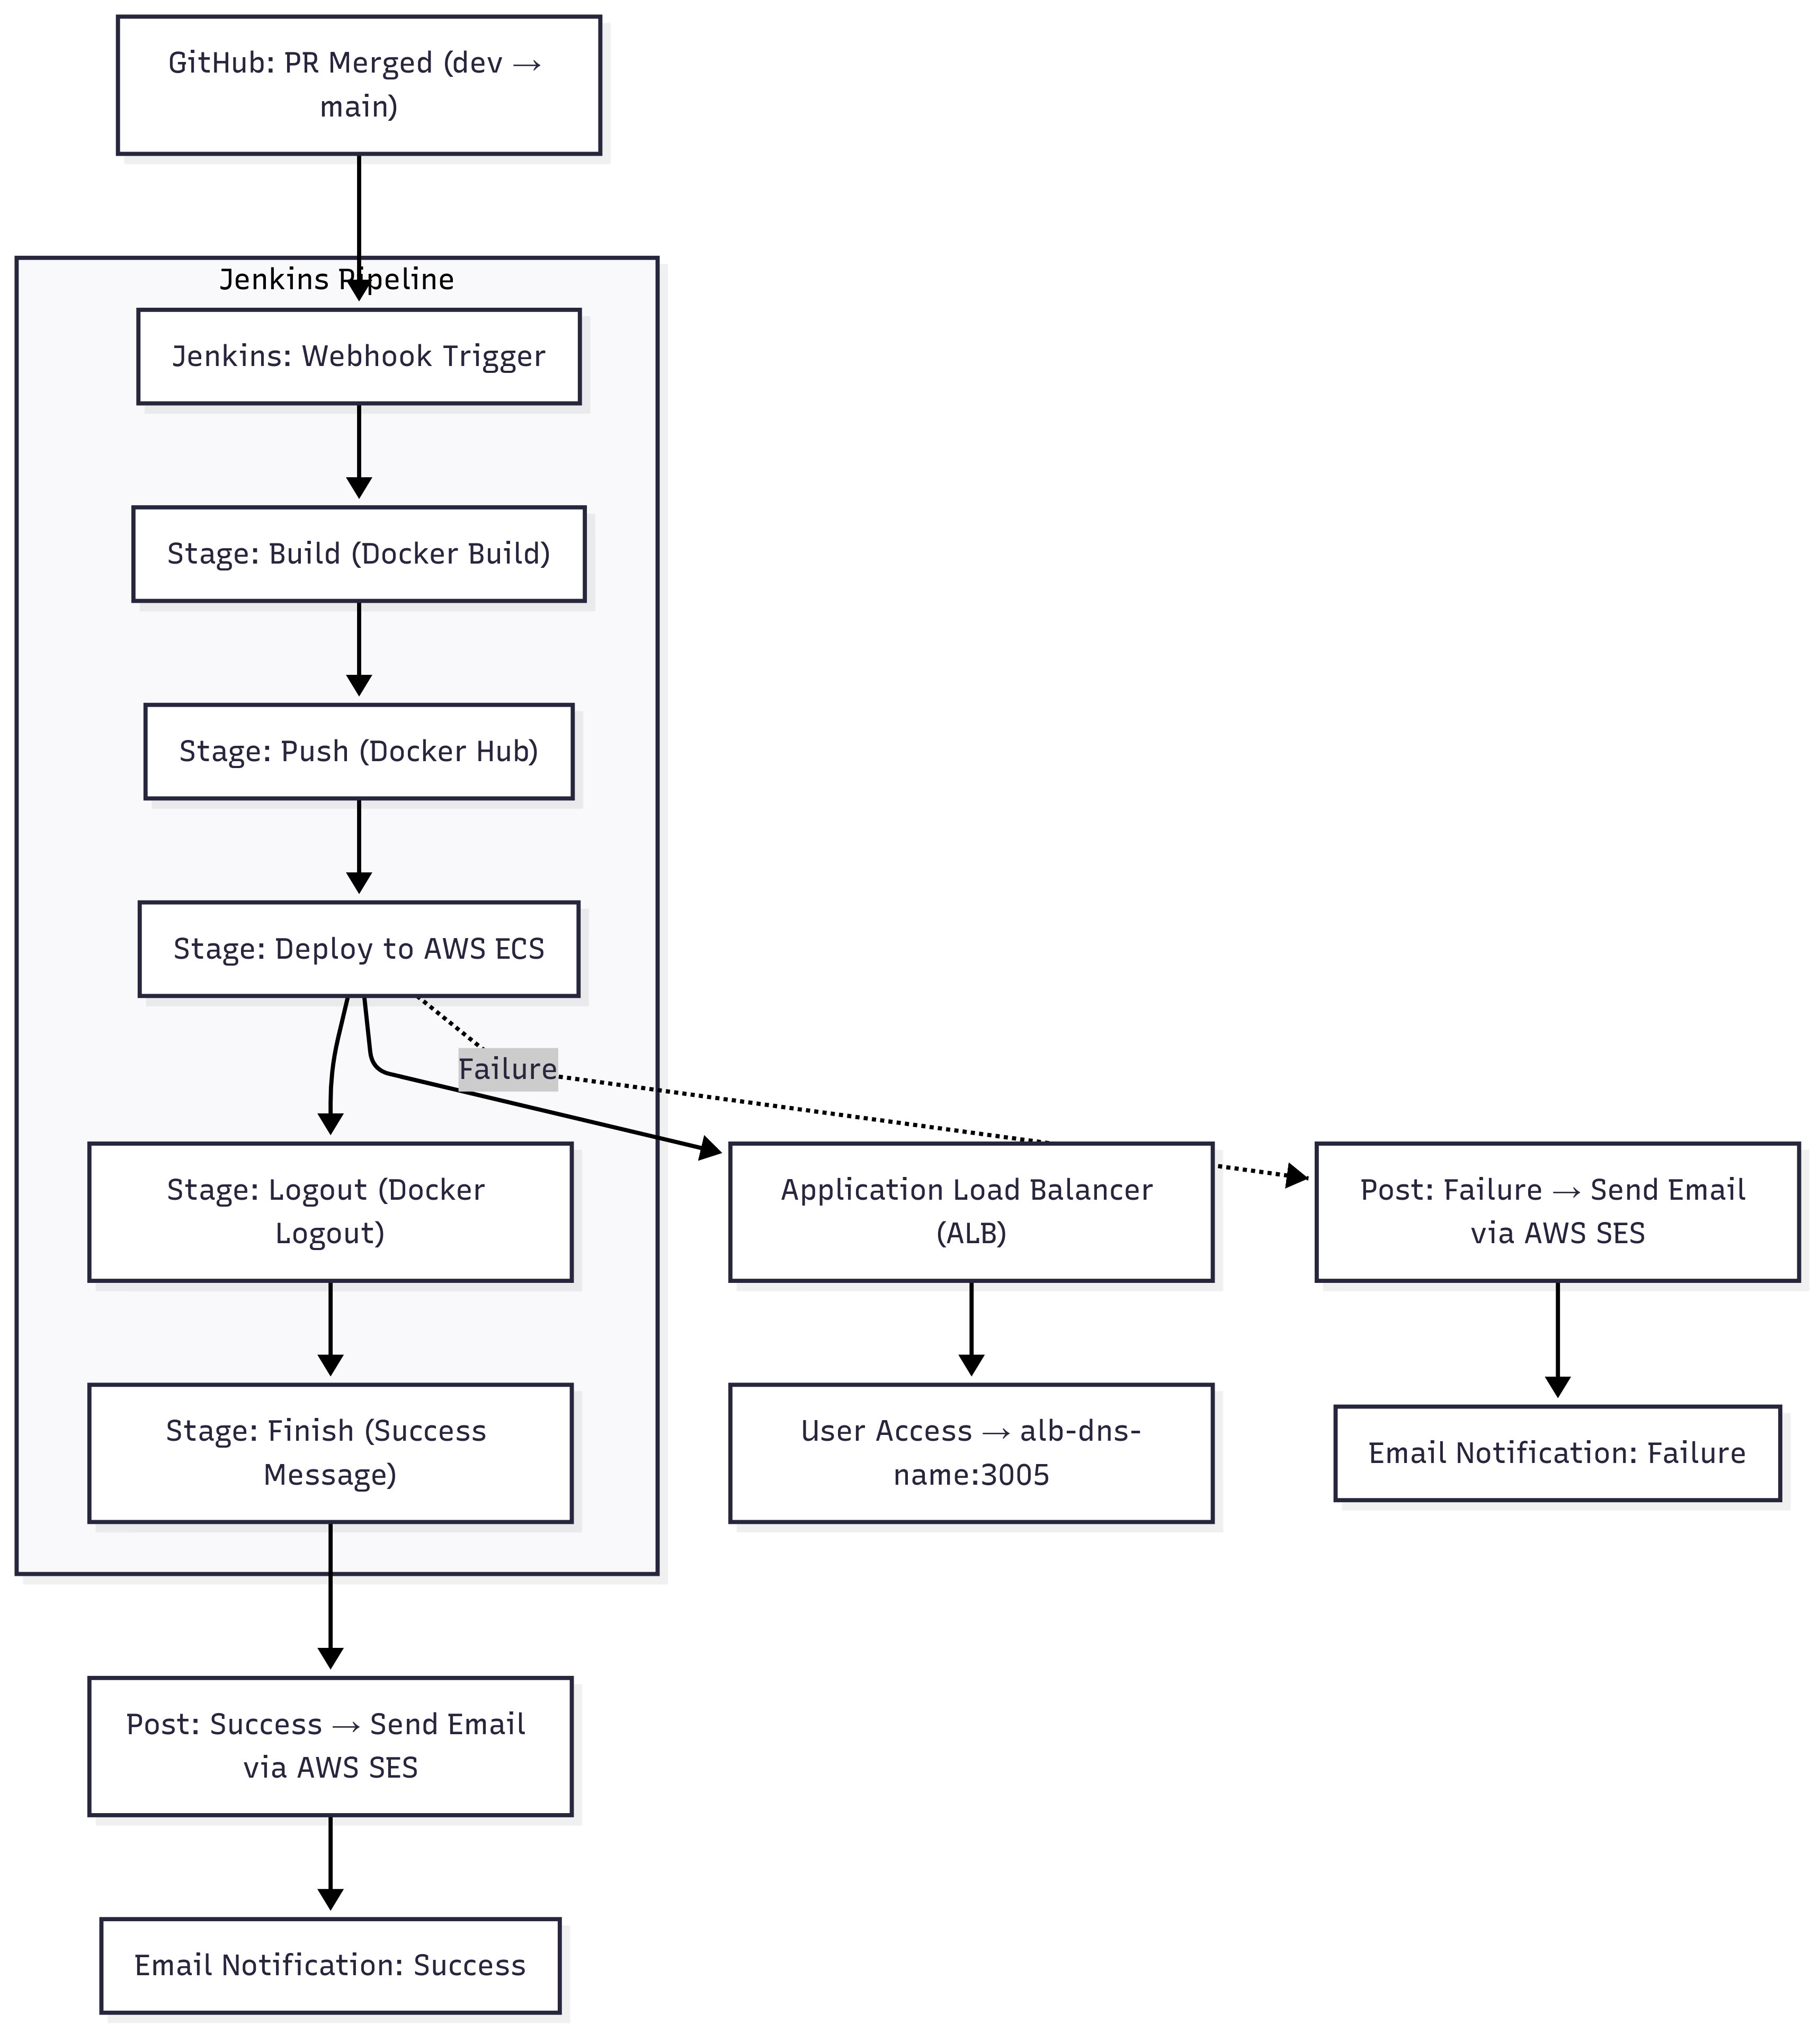 GitHub: PR Merged (dev →
main)
Jenkins Pipeline
Jenkins: Webhook Trigger
Stage: Build (Docker Build)
Stage: Push (Docker Hub)
Stage: Deploy to AWS ECS
Failure
Stage: Logout (Docker
Logout)
Application Load Balancer
(ALB)
Post: Failure → Send Email
via AWS SES
Stage: Finish (Success
Message)
User Access → alb-dns-
name:3005
Email Notification: Failure
Post: Success → Send Email
via AWS SES
Email Notification: Success